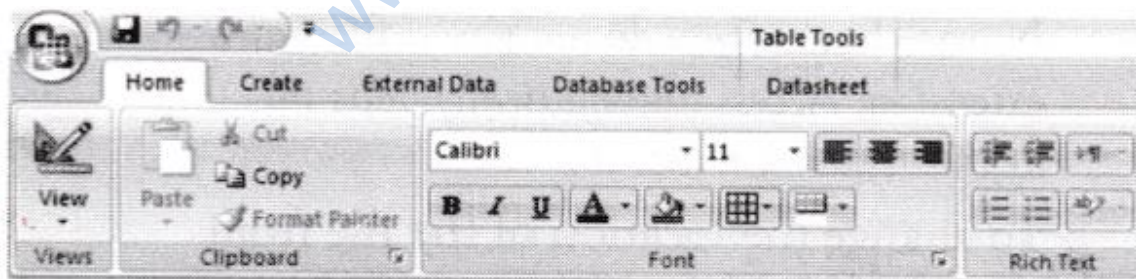 Table Tools
Home Create External Data Database Tools Datasheet
Cut
Calibri 11
Copy
View Paste B I U A
Format Painter
Views Clipboard Font Rich Text